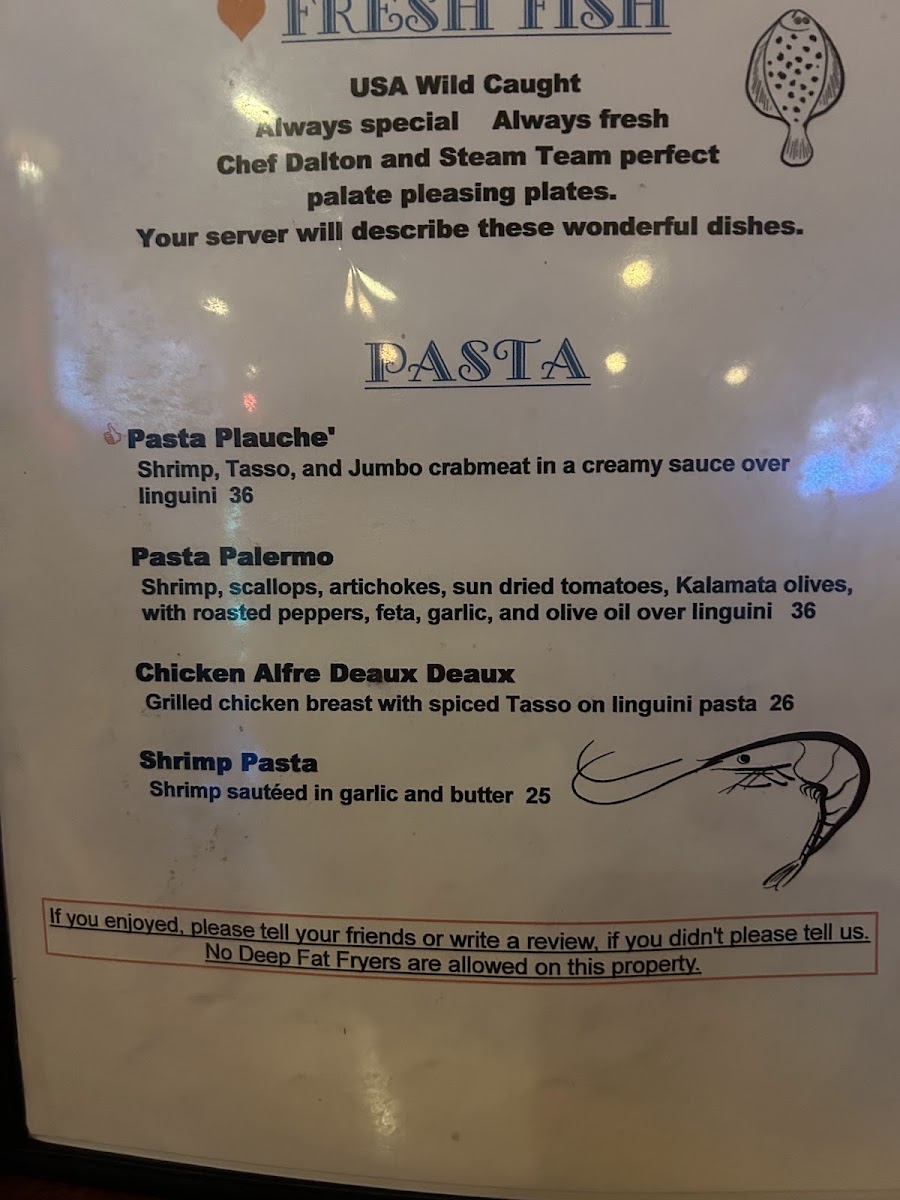 FRESH FISH
USA Wild Caught
Always special Always fresh
Chef Dalton and Steam Team perfect
palate pleasing plates.
Your server will describe these wonderful dishes.
PASTA
Pasta Plauche'
Shrimp, Tasso, and Jumbo crabmeat in a creamy sauce over
linguini 36
Pasta Palermo
Shrimp, scallops, artichokes, sun dried tomatoes, Kalamata olives,
with roasted peppers, feta, garlic, and olive oil over linguini 36
Chicken Alfre Deaux Deaux
Grilled chicken breast with spiced Tasso on linguini pasta 26
Shrimp Pasta
Shrimp sautéed in garlic and butter 25
If you enjoyed, please tell your friends or write a review, if you didn't please tell us.
No Deep Fat Fryers are allowed on this property.